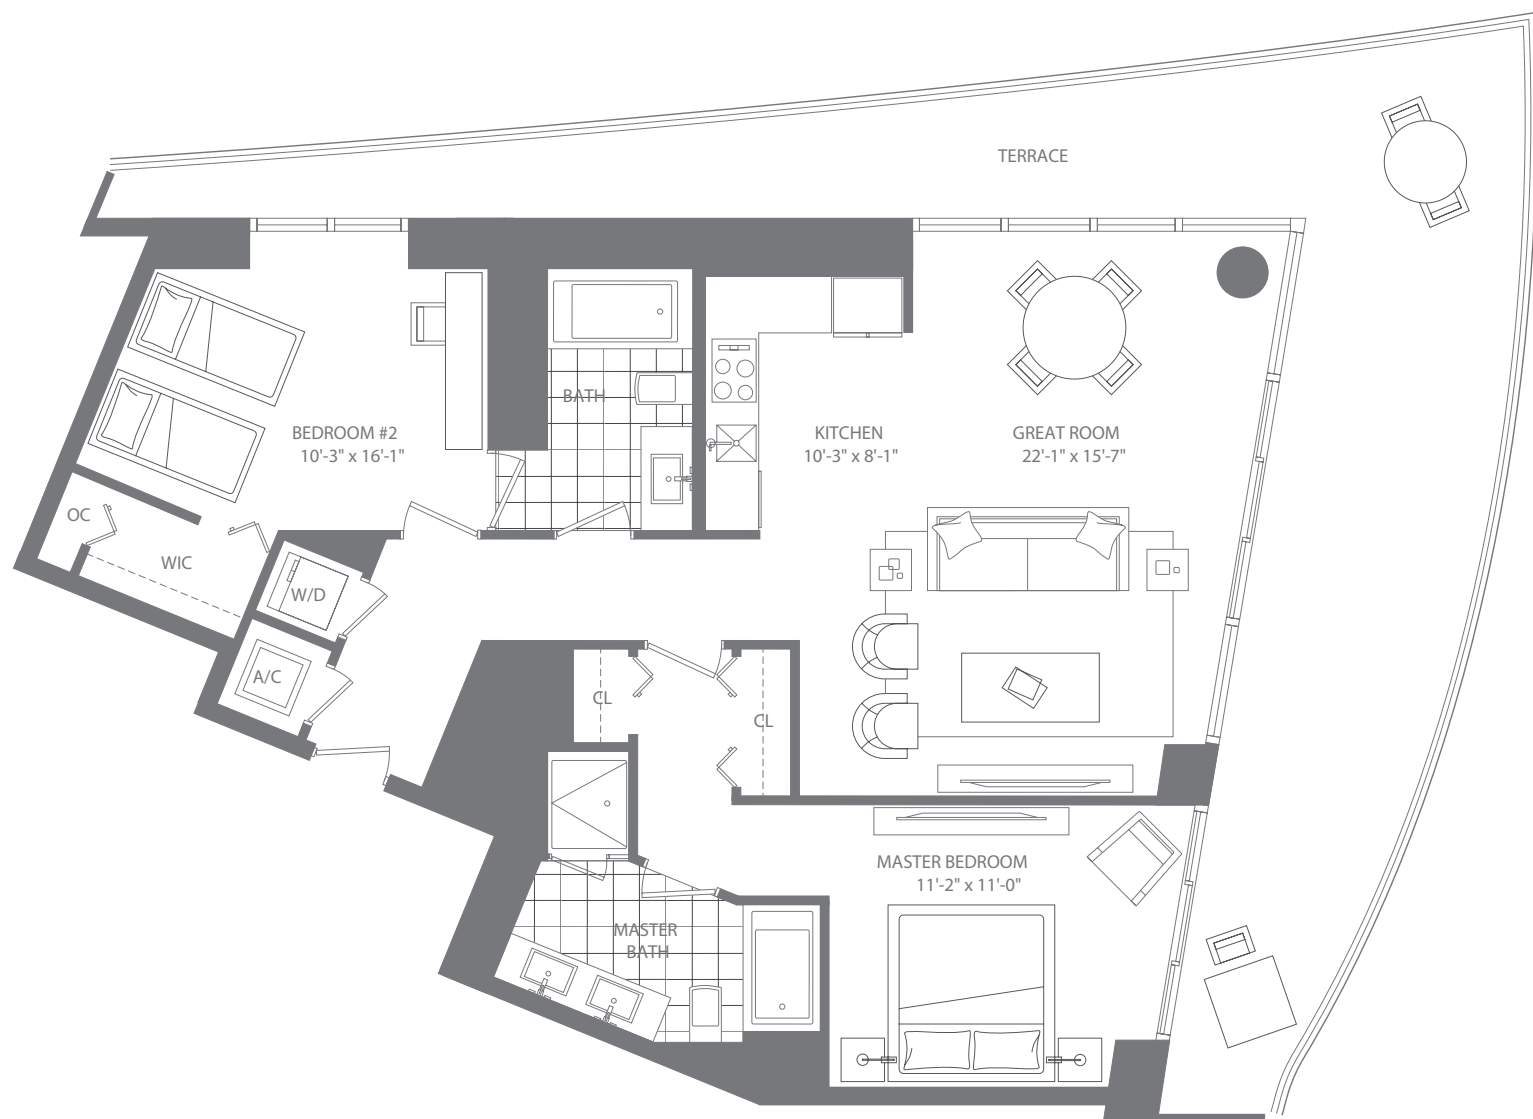 TERRACE
BATH
BEDROOM #2
10'-3" x 16'-1"
KITCHEN
10'-3" x 8'-1"
GREAT ROOM
22'-1" x 15'-7"
OC
WIC
W/D
A/C
CL
CL
MASTER BEDROOM
11'-2" x 11'-0"
MASTER
BATH